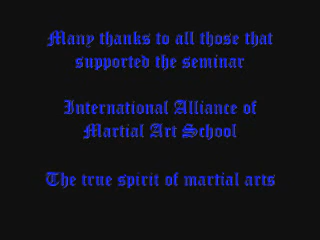 Many thanks to all those that
supported the seminar
International Alliance of
Martial Art School
The true spirit of martial arts